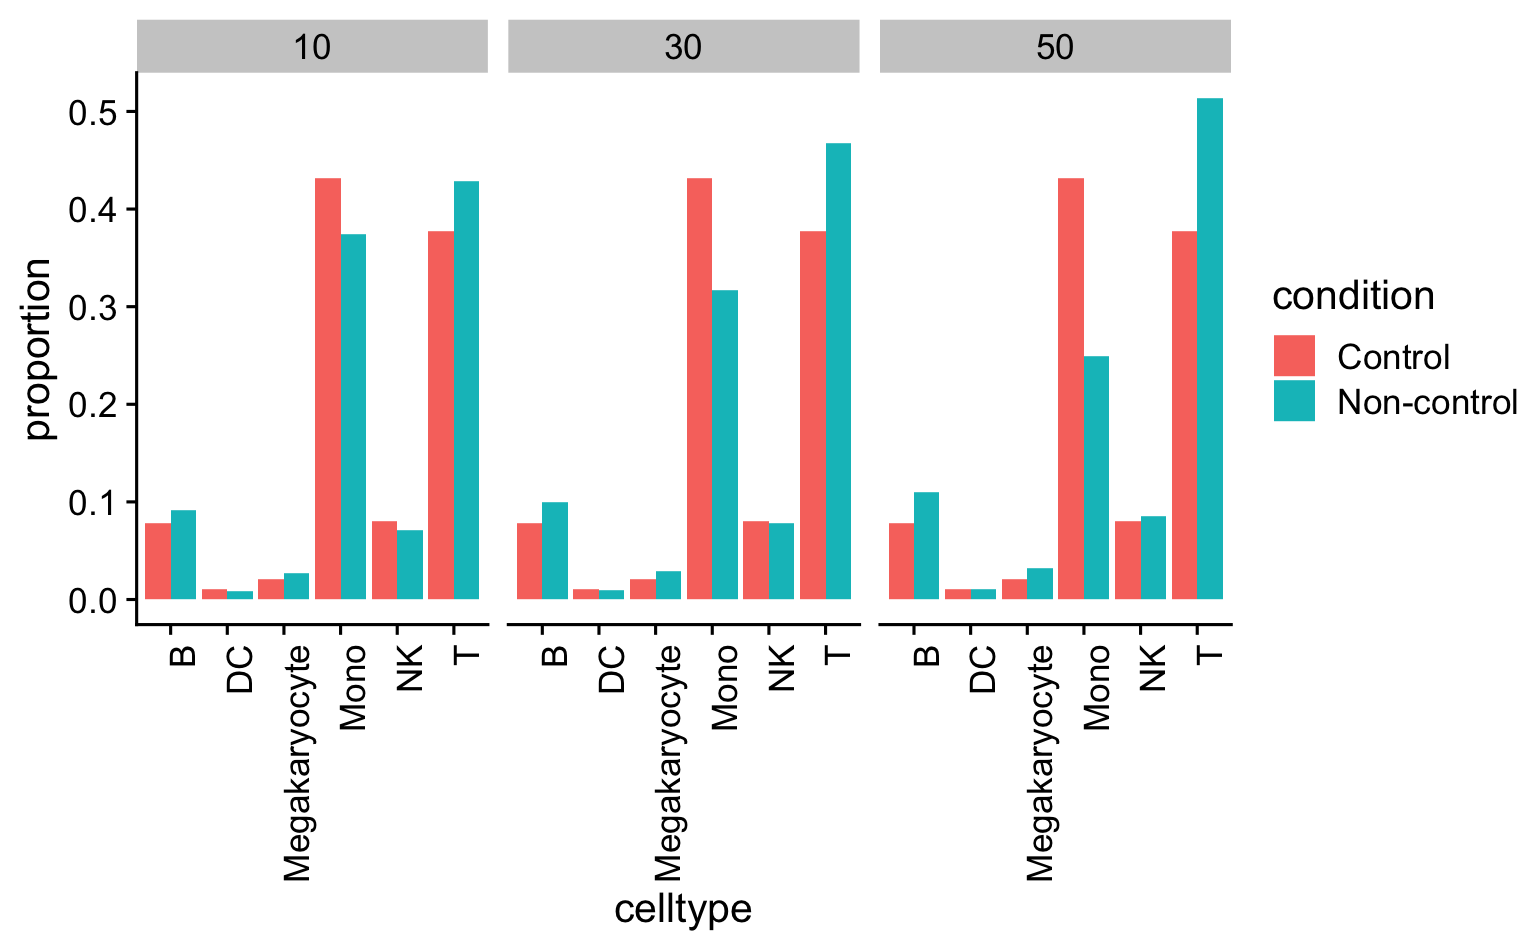 10 30 50
0.5
0.4
0.3
0.2
0.1
0.0
proportion
B DC Megakaryocyte Mono NK T
B DC Megakaryocyte Mono NK T
B DC Megakaryocyte Mono NK T
celltype
condition
Control
Non-control